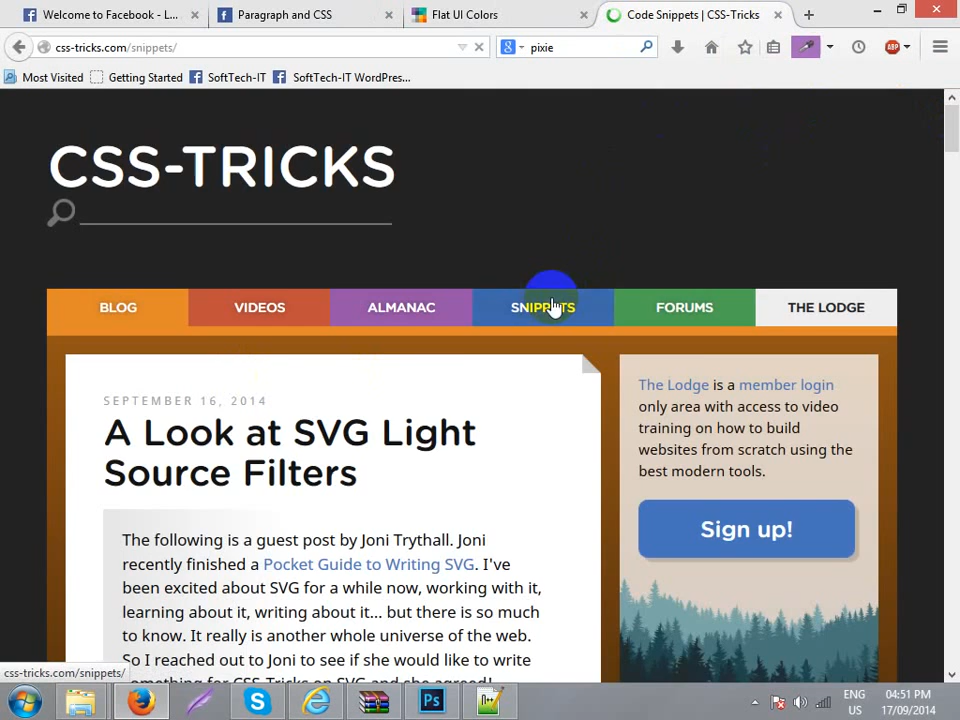 Welcome to Facebook - L...
Paragraph and CSS
Flat UI Colors
Code Snippets | CSS-Tricks
css-tricks.com/snippets/
pixie
ABP
Most Visited
Getting Started
SoftTech-IT
SoftTech-IT WordPres...
CSS-TRICKS
BLOG
VIDEOS
ALMANAC
SNIPPETS
FORUMS
THE LODGE
SEPTEMBER 16, 2014
A Look at SVG Light
Source Filters
The following is a guest post by Joni Trythall. Joni
recently finished a Pocket Guide to Writing SVG. I've
been excited about SVG for a while now, working with it,
learning about it, writing about it... but there is so much
to know. It really is another whole universe of the web.
So I reached out to Joni to see if she would like to write
something for CSS-Tricks on SVG and she agreed!
The Lodge is a member login
only area with access to video
training on how to build
websites from scratch using the
best modern tools.
Sign up!
css-tricks.com/snippets/
Ps
ENG
US
04:51 PM
17/09/2014